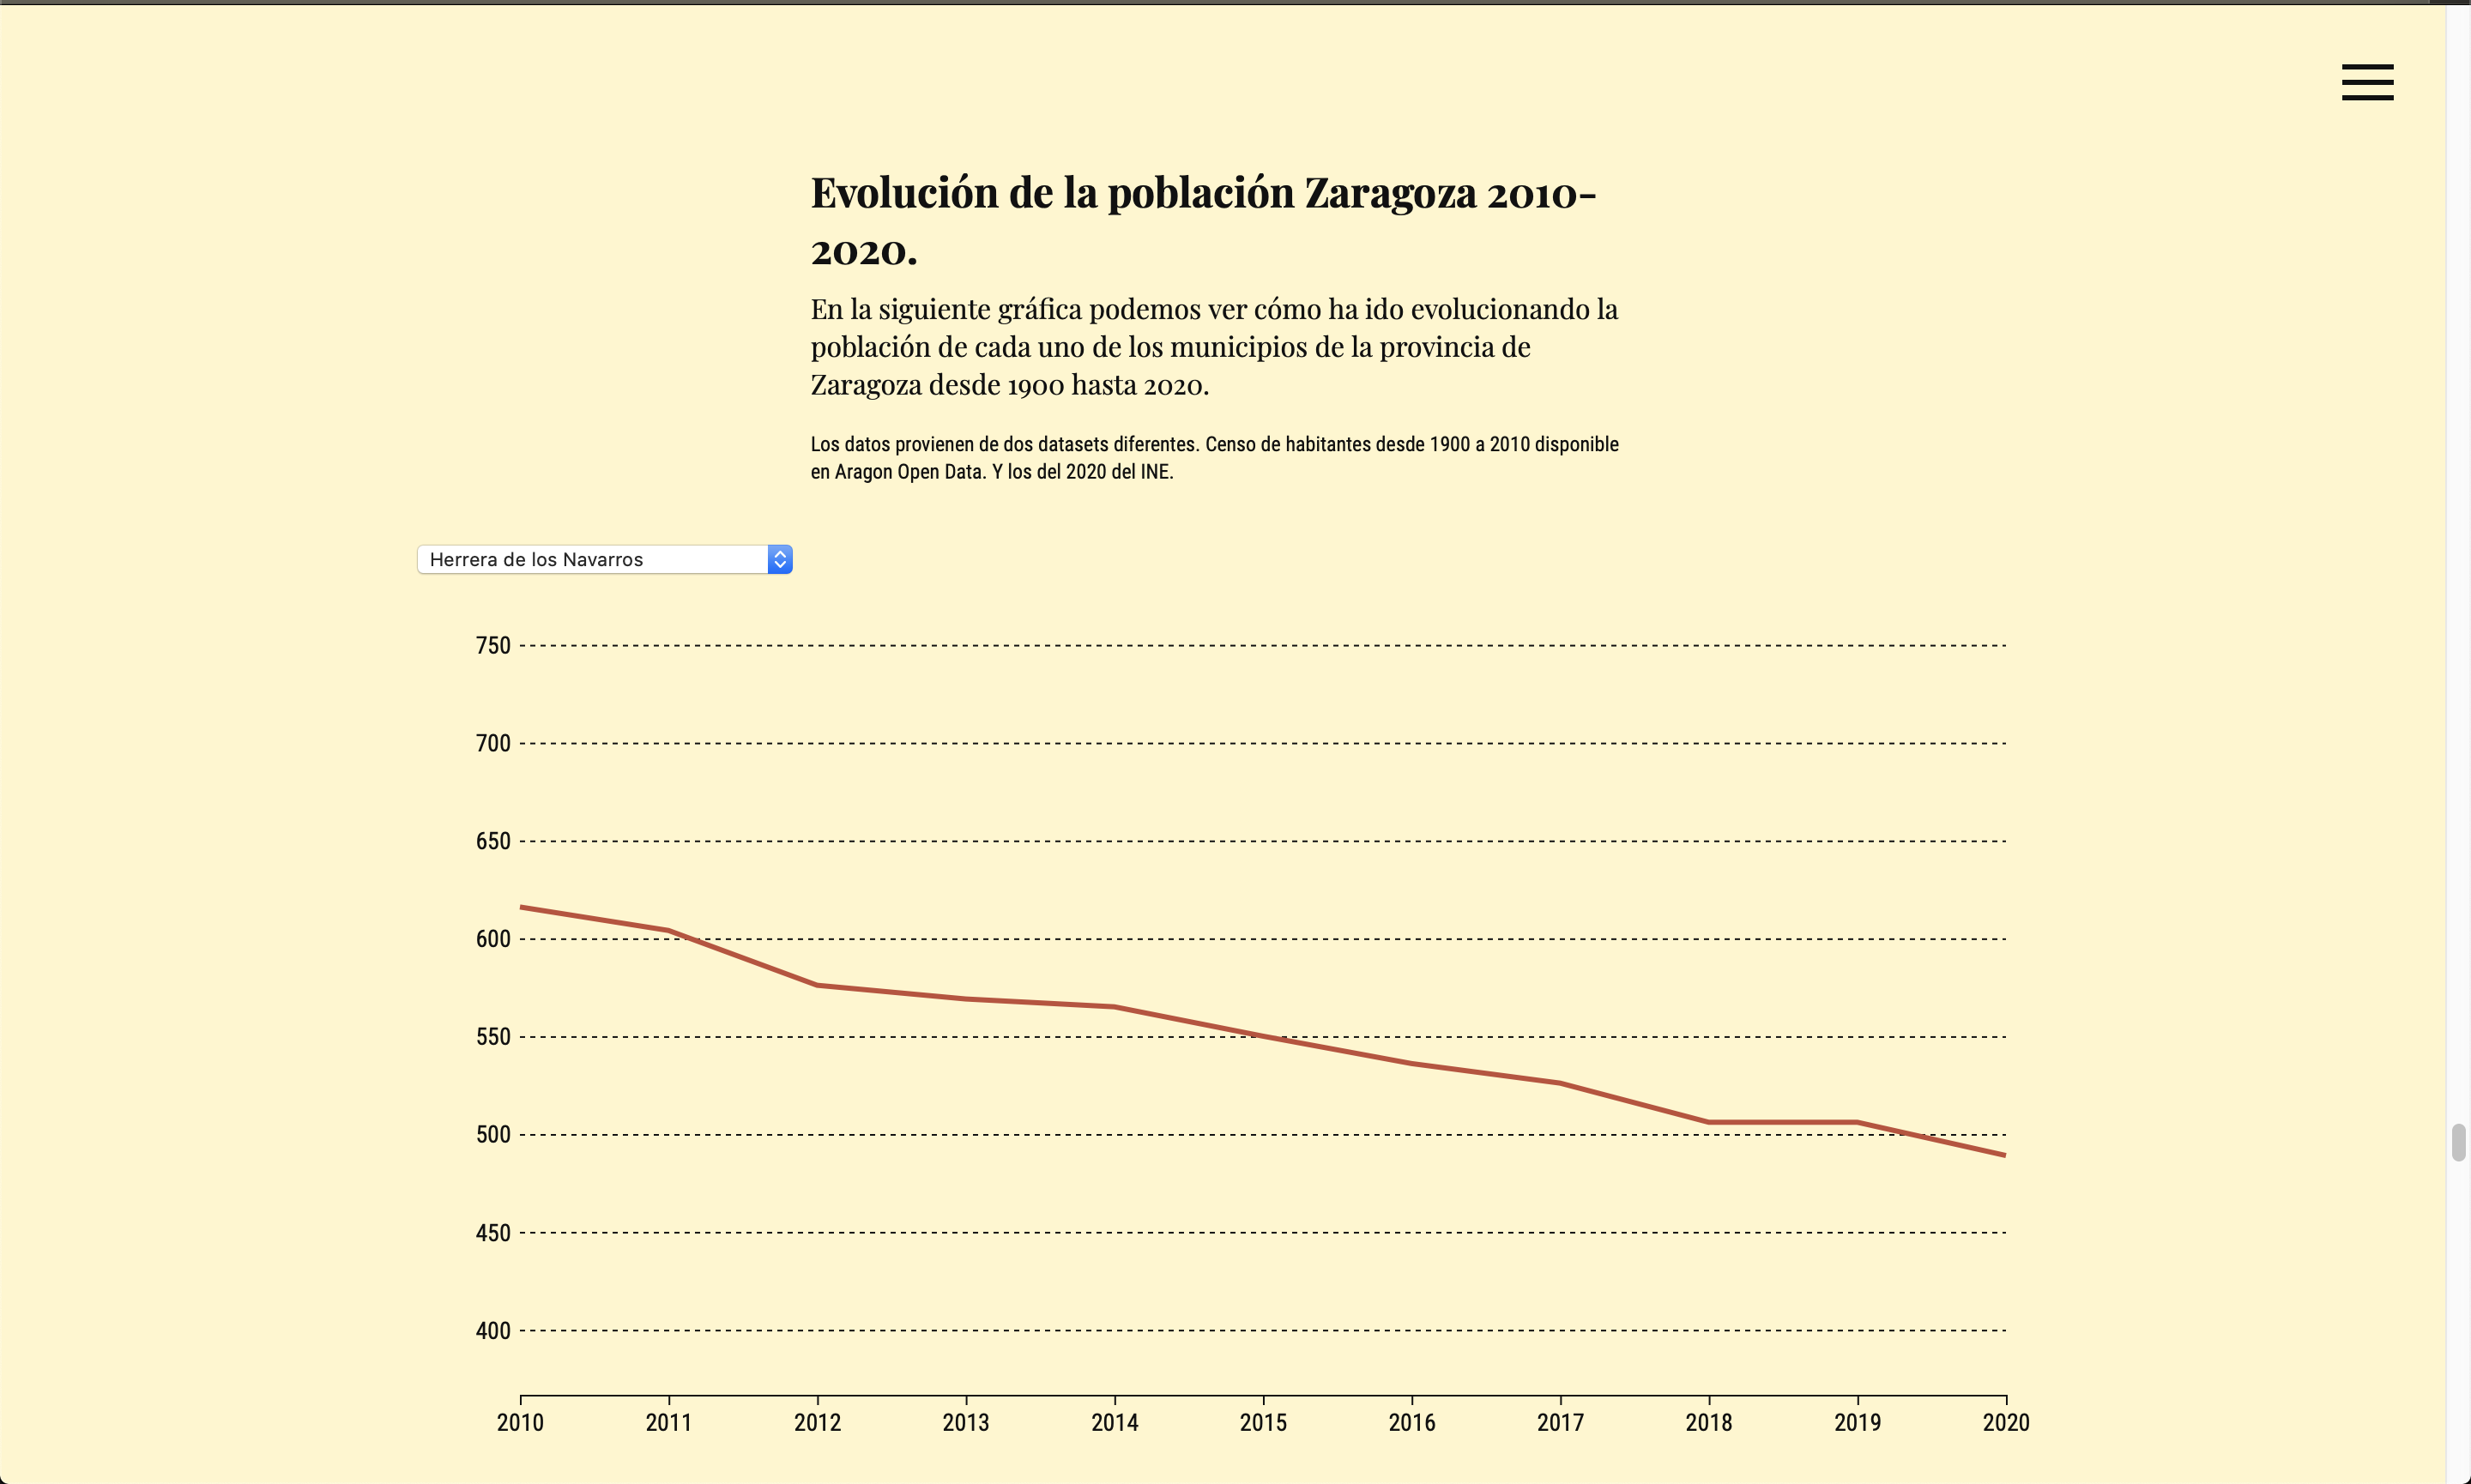 Evolución de la población Zaragoza 2010-
2020.
En la siguiente gráfica podemos ver cómo ha ido evolucionando la
población de cada uno de los municipios de la provincia de
Zaragoza desde 1900 hasta 2020.
Los datos provienen de dos datasets diferentes. Censo de habitantes desde 1900 a 2010 disponible
en Aragon Open Data. Y los del 2020 del INE.
Herrera de los Navarros
750
700
650
600
550
500
450
400
2010 2011 2012 2013 2014 2015 2016 2017 2018 2019 2020